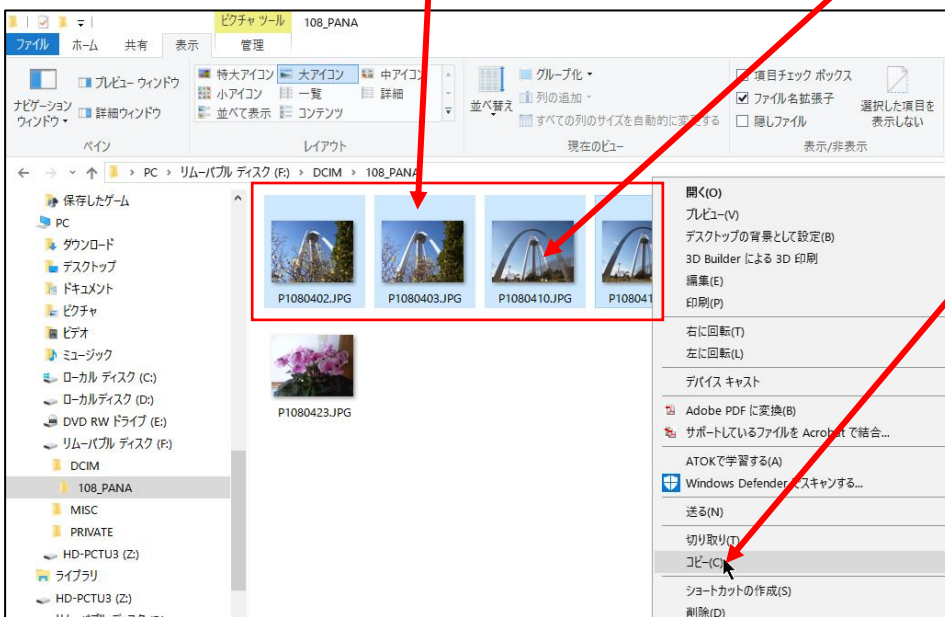 ピクチャ ツール 108_PANA
ファイル ホーム 共有 表示 管理
ナビゲーション
ウィンドウ
プレビュー ウィンドウ
詳細ウィンドウ
ペイン
特大アイコン 大アイコン 中アイコン
小アイコン 一覧 詳細
並べて表示 コンテンツ
レイアウト
並べ替え
グループ化
列の追加
すべての列のサイズを自動的に変更する
現在のビュー
項目チェック ボックス
ファイル名拡張子
隠しファイル
選択した項目を
表示しない
表示/非表示
PC › リムーバブル ディスク (F:) › DCIM › 108_PANA
保存したゲーム
PC
ダウンロード
デスクトップ
ドキュメント
ピクチャ
ビデオ
ミュージック
ローカル ディスク (C:)
ローカルディスク (D:)
DVD RW ドライブ (E:)
リムーバブル ディスク (F:)
DCIM
108_PANA
MISC
PRIVATE
HD-PCTU3 (Z:)
ライブラリ
HD-PCTU3 (Z:)
P1080402.JPG P1080403.JPG P1080410.JPG P108041
P1080423.JPG
開く(O)
プレビュー(V)
デスクトップの背景として設定(B)
3D Builder による 3D 印刷
編集(E)
印刷(P)
右に回転(T)
左に回転(L)
デバイス キャスト
Adobe PDF に変換(B)
サポートしているファイルを Acrobat で結合...
ATOKで学習する(A)
Windows Defender でスキャンする...
送る(N)
切り取り(T)
コピー(C)
ショートカットの作成(S)
削除(D)